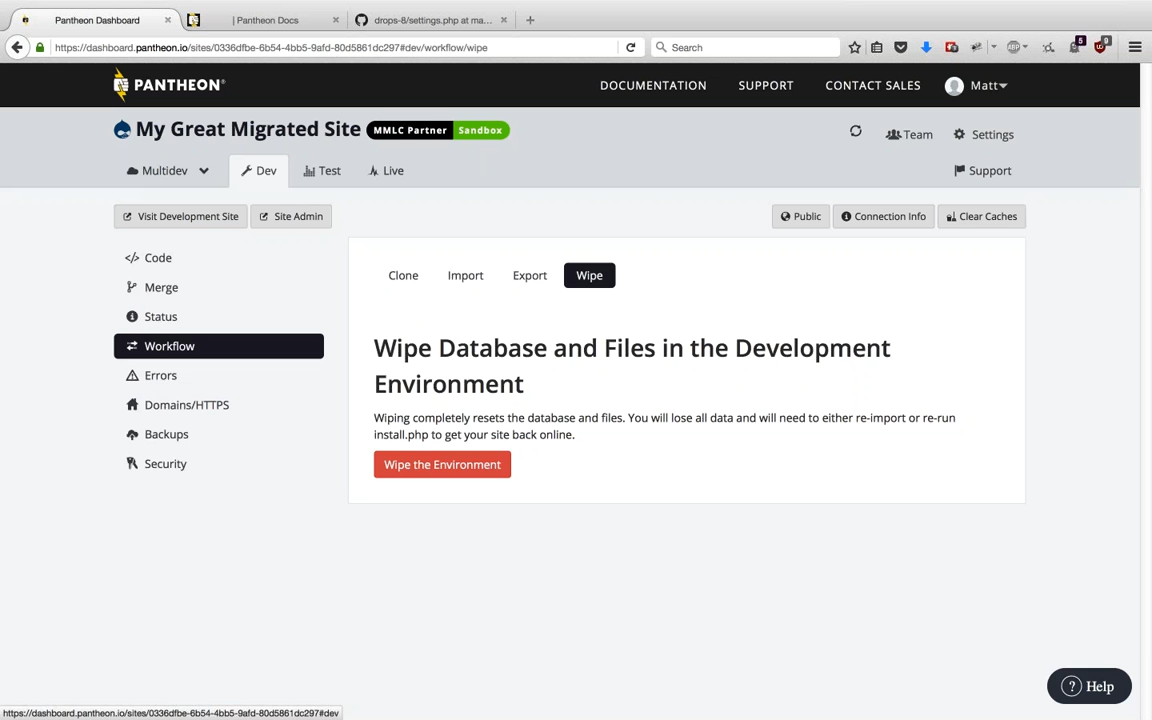 Pantheon Dashboard
| Pantheon Docs
drops-8/settings.php at ma...
https://dashboard.pantheon.io/sites/0336dfbe-6b54-4bb5-9afd-80d5861dc297#dev/workflow/wipe
Search
ABP
5
9
PANTHEON
DOCUMENTATION
SUPPORT
CONTACT SALES
Matt
My Great Migrated Site
MMLC Partner Sandbox
Team
Settings
Multidev
Dev
Test
Live
Support
Visit Development Site
Site Admin
Public
Connection Info
Clear Caches
Code
Merge
Status
Workflow
Errors
Domains/HTTPS
Backups
Security
Clone
Import
Export
Wipe
Wipe Database and Files in the Development
Environment
Wiping completely resets the database and files. You will lose all data and will need to either re-import or re-run
install.php to get your site back online.
Wipe the Environment
? Help
https://dashboard.pantheon.io/sites/0336dfbe-6b54-4bb5-9afd-80d5861dc297#dev